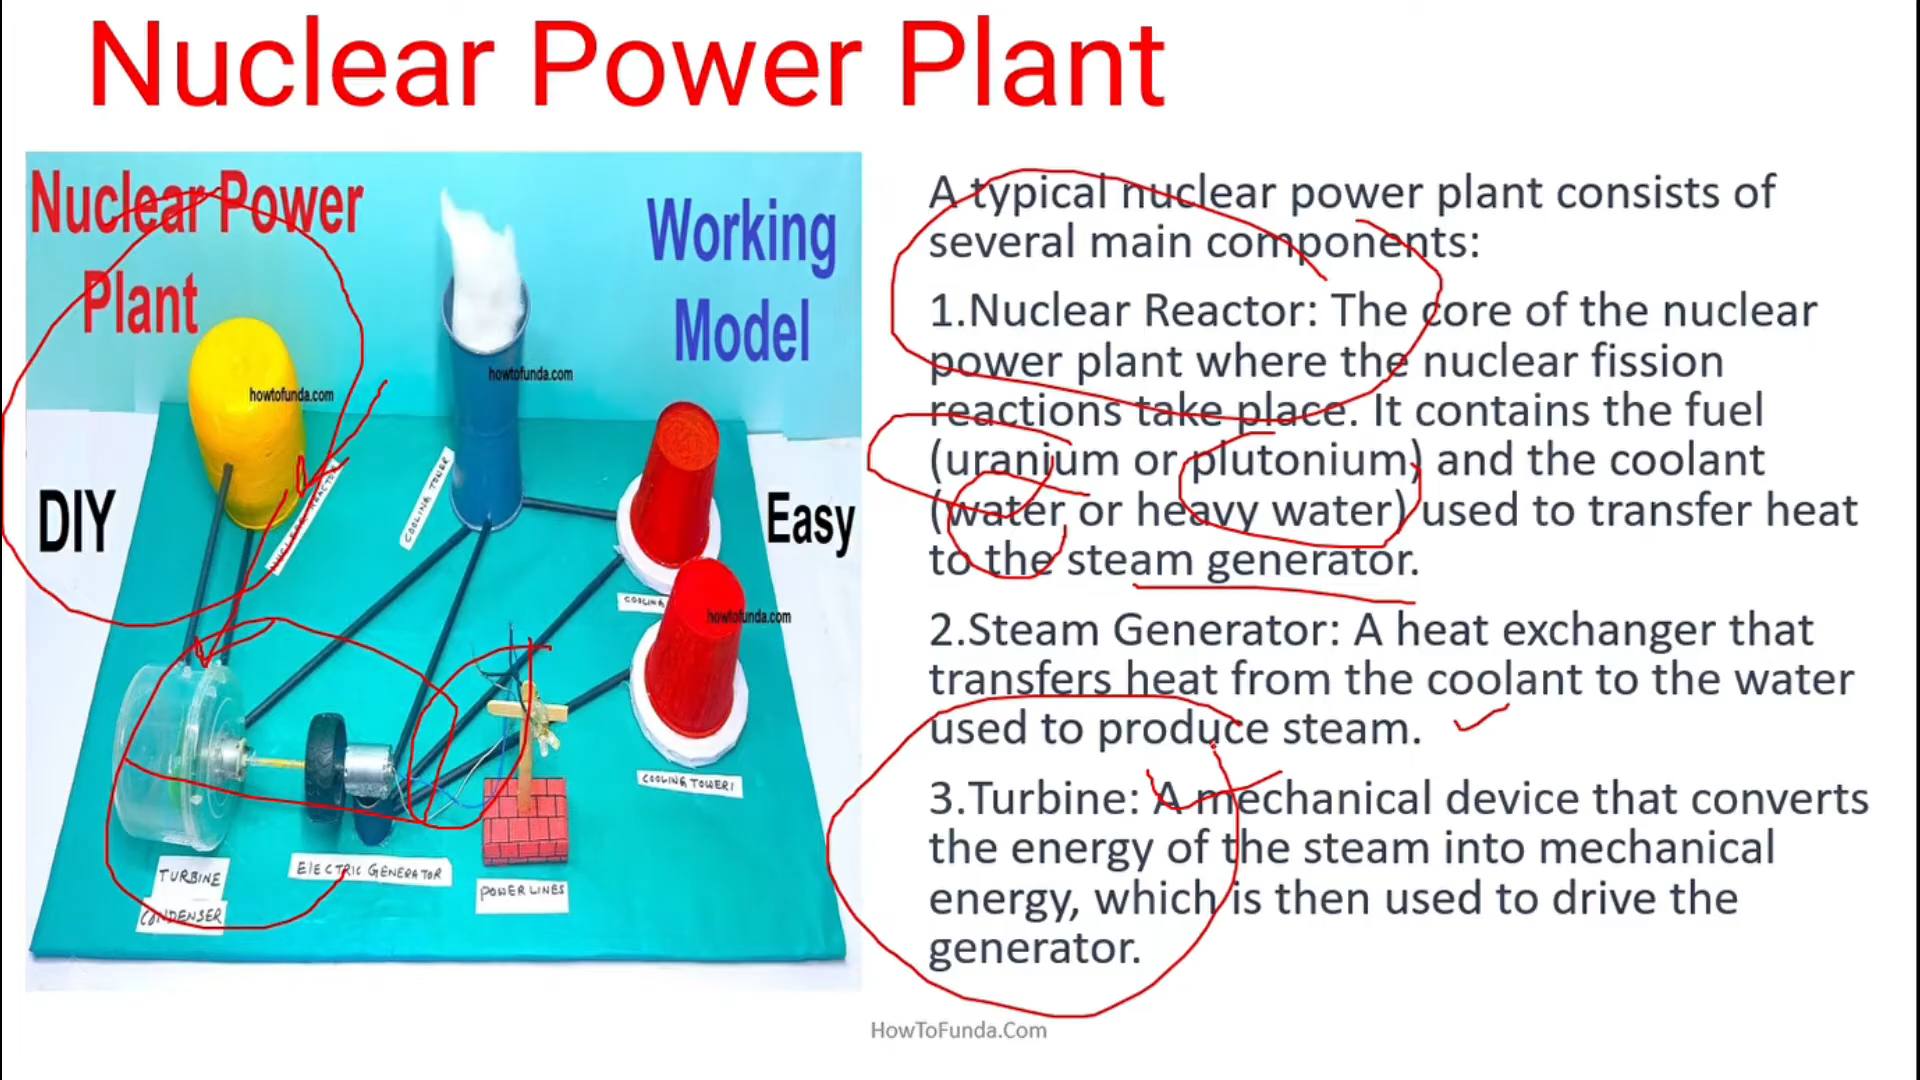 Nuclear Power Plant
Nuclear Power
Plant
Working
Model
howtofunda.com
howtofunda.com
DIY
Easy
COOLING TOWER
NUCLEAR REACTOR
COOLING
howtofunda.com
COOLING TOWER1
TURBINE
CONDENSER
ELECTRIC GENERATOR
POWER LINES
A typical nuclear power plant consists of
several main components:
1.Nuclear Reactor: The core of the nuclear
power plant where the nuclear fission
reactions take place. It contains the fuel
(uranium or plutonium) and the coolant
(water or heavy water) used to transfer heat
to the steam generator.
2.Steam Generator: A heat exchanger that
transfers heat from the coolant to the water
used to produce steam.
3.Turbine: A mechanical device that converts
the energy of the steam into mechanical
energy, which is then used to drive the
generator.
HowToFunda.Com